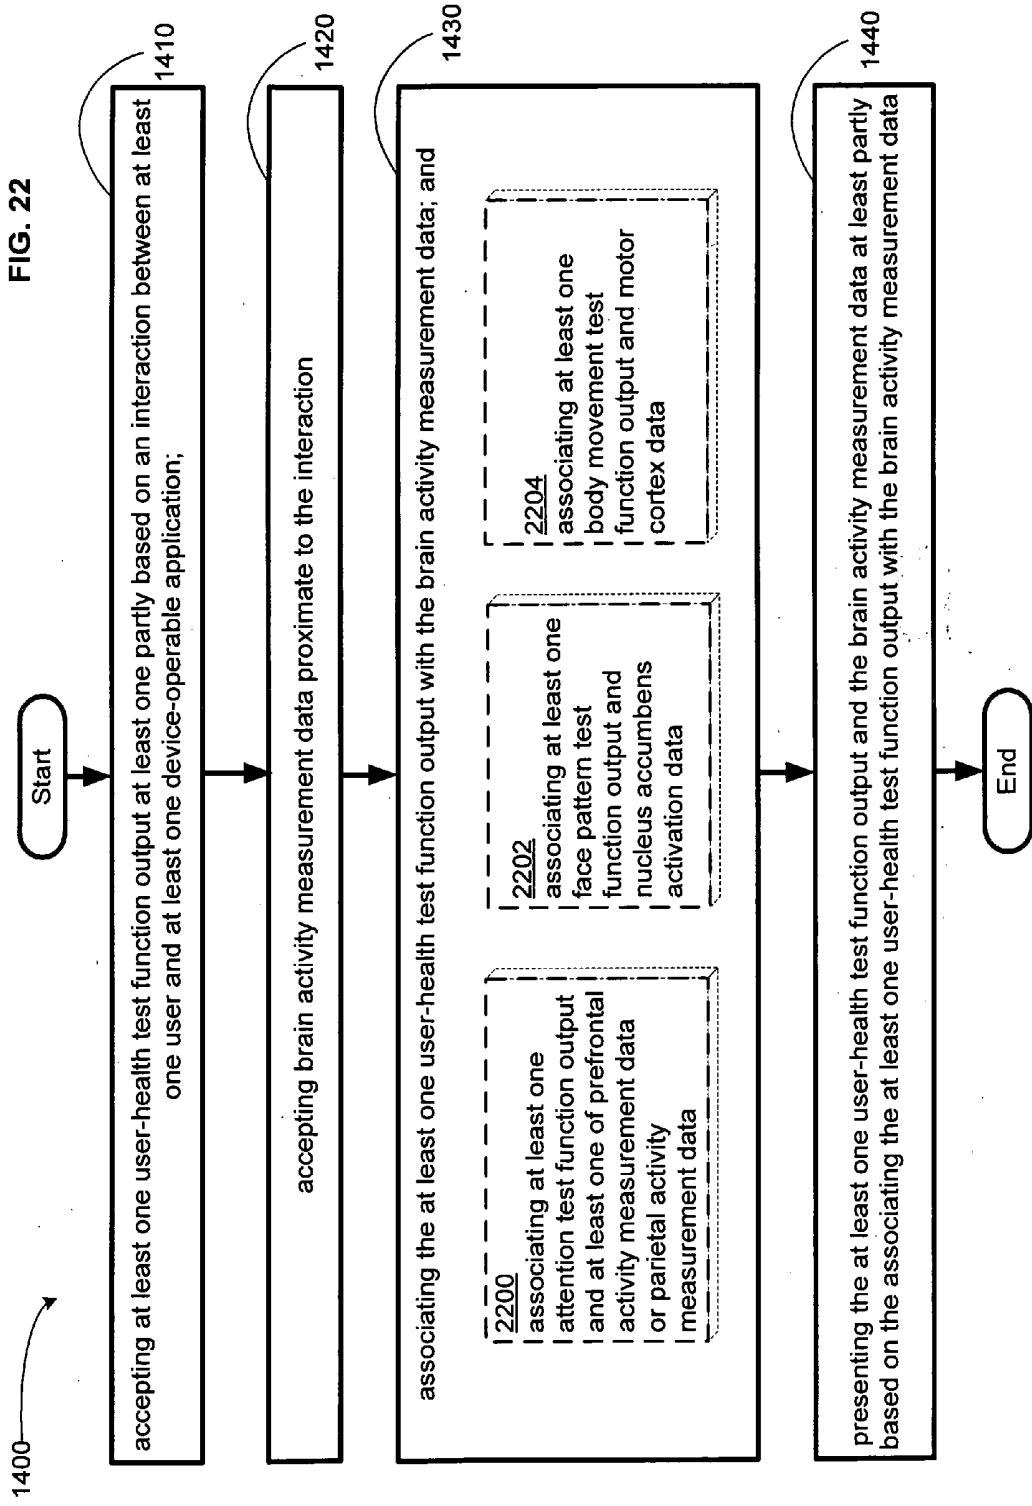 FIG. 22
1400
Start
1410
accepting at least one user-health test function output at least one partly based on an interaction between at least
one user and at least one device-operable application;
1420
accepting brain activity measurement data proximate to the interaction
1430
associating the at least one user-health test function output with the brain activity measurement data; and
2200
associating at least one
attention test function output
and at least one of prefrontal
activity measurement data
or parietal activity
measurement data
2202
associating at least one
face pattern test
function output and
nucleus accumbens
activation data
2204
associating at least one
body movement test
function output and motor
cortex data
1440
presenting the at least one user-health test function output and the brain activity measurement data at least partly
based on the associating the at least one user-health test function output with the brain activity measurement data
End